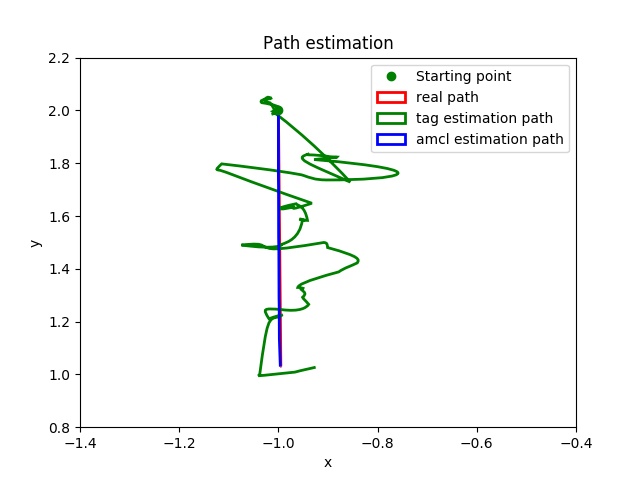 Path estimation
Starting point
real path
tag estimation path
amcl estimation path
y
2.2
2.0
1.8
1.6
1.4
1.2
1.0
0.8
−1.4
−1.2
−1.0
−0.8
−0.6
−0.4
x